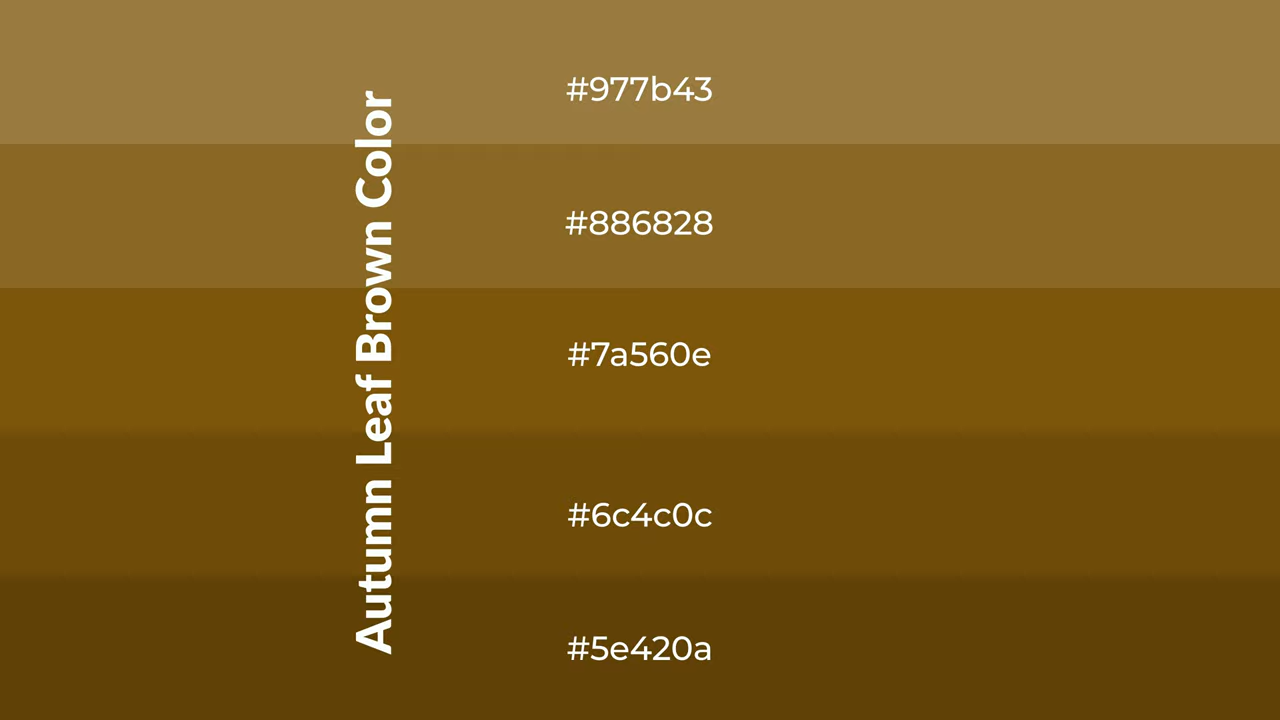 Autumn Leaf Brown Color
#977b43
#886828
#7a560e
#6c4c0c
#5e420a